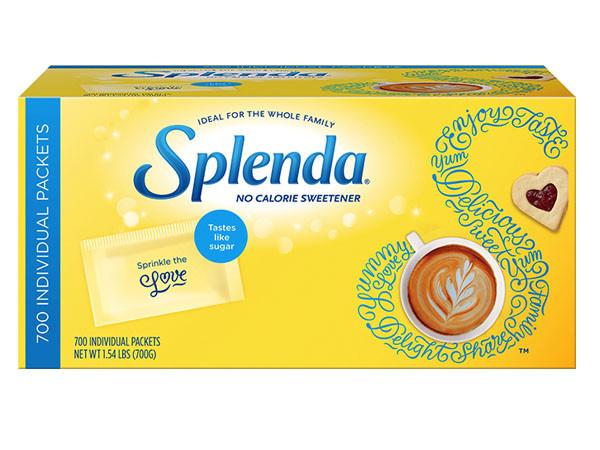 Splenda
700 INDIVIDUAL PACKETS
IDEAL FOR THE WHOLE FAMILY
Splenda®
NO CALORIE SWEETENER
Tastes
like
sugar
Sprinkle the
Love
700 INDIVIDUAL PACKETS
NET WT 1.54 LBS (700G)
Enjoy Taste
Yum
Delicious
Sweet
Yummy
Love
Yum
Family
Delight Share
™